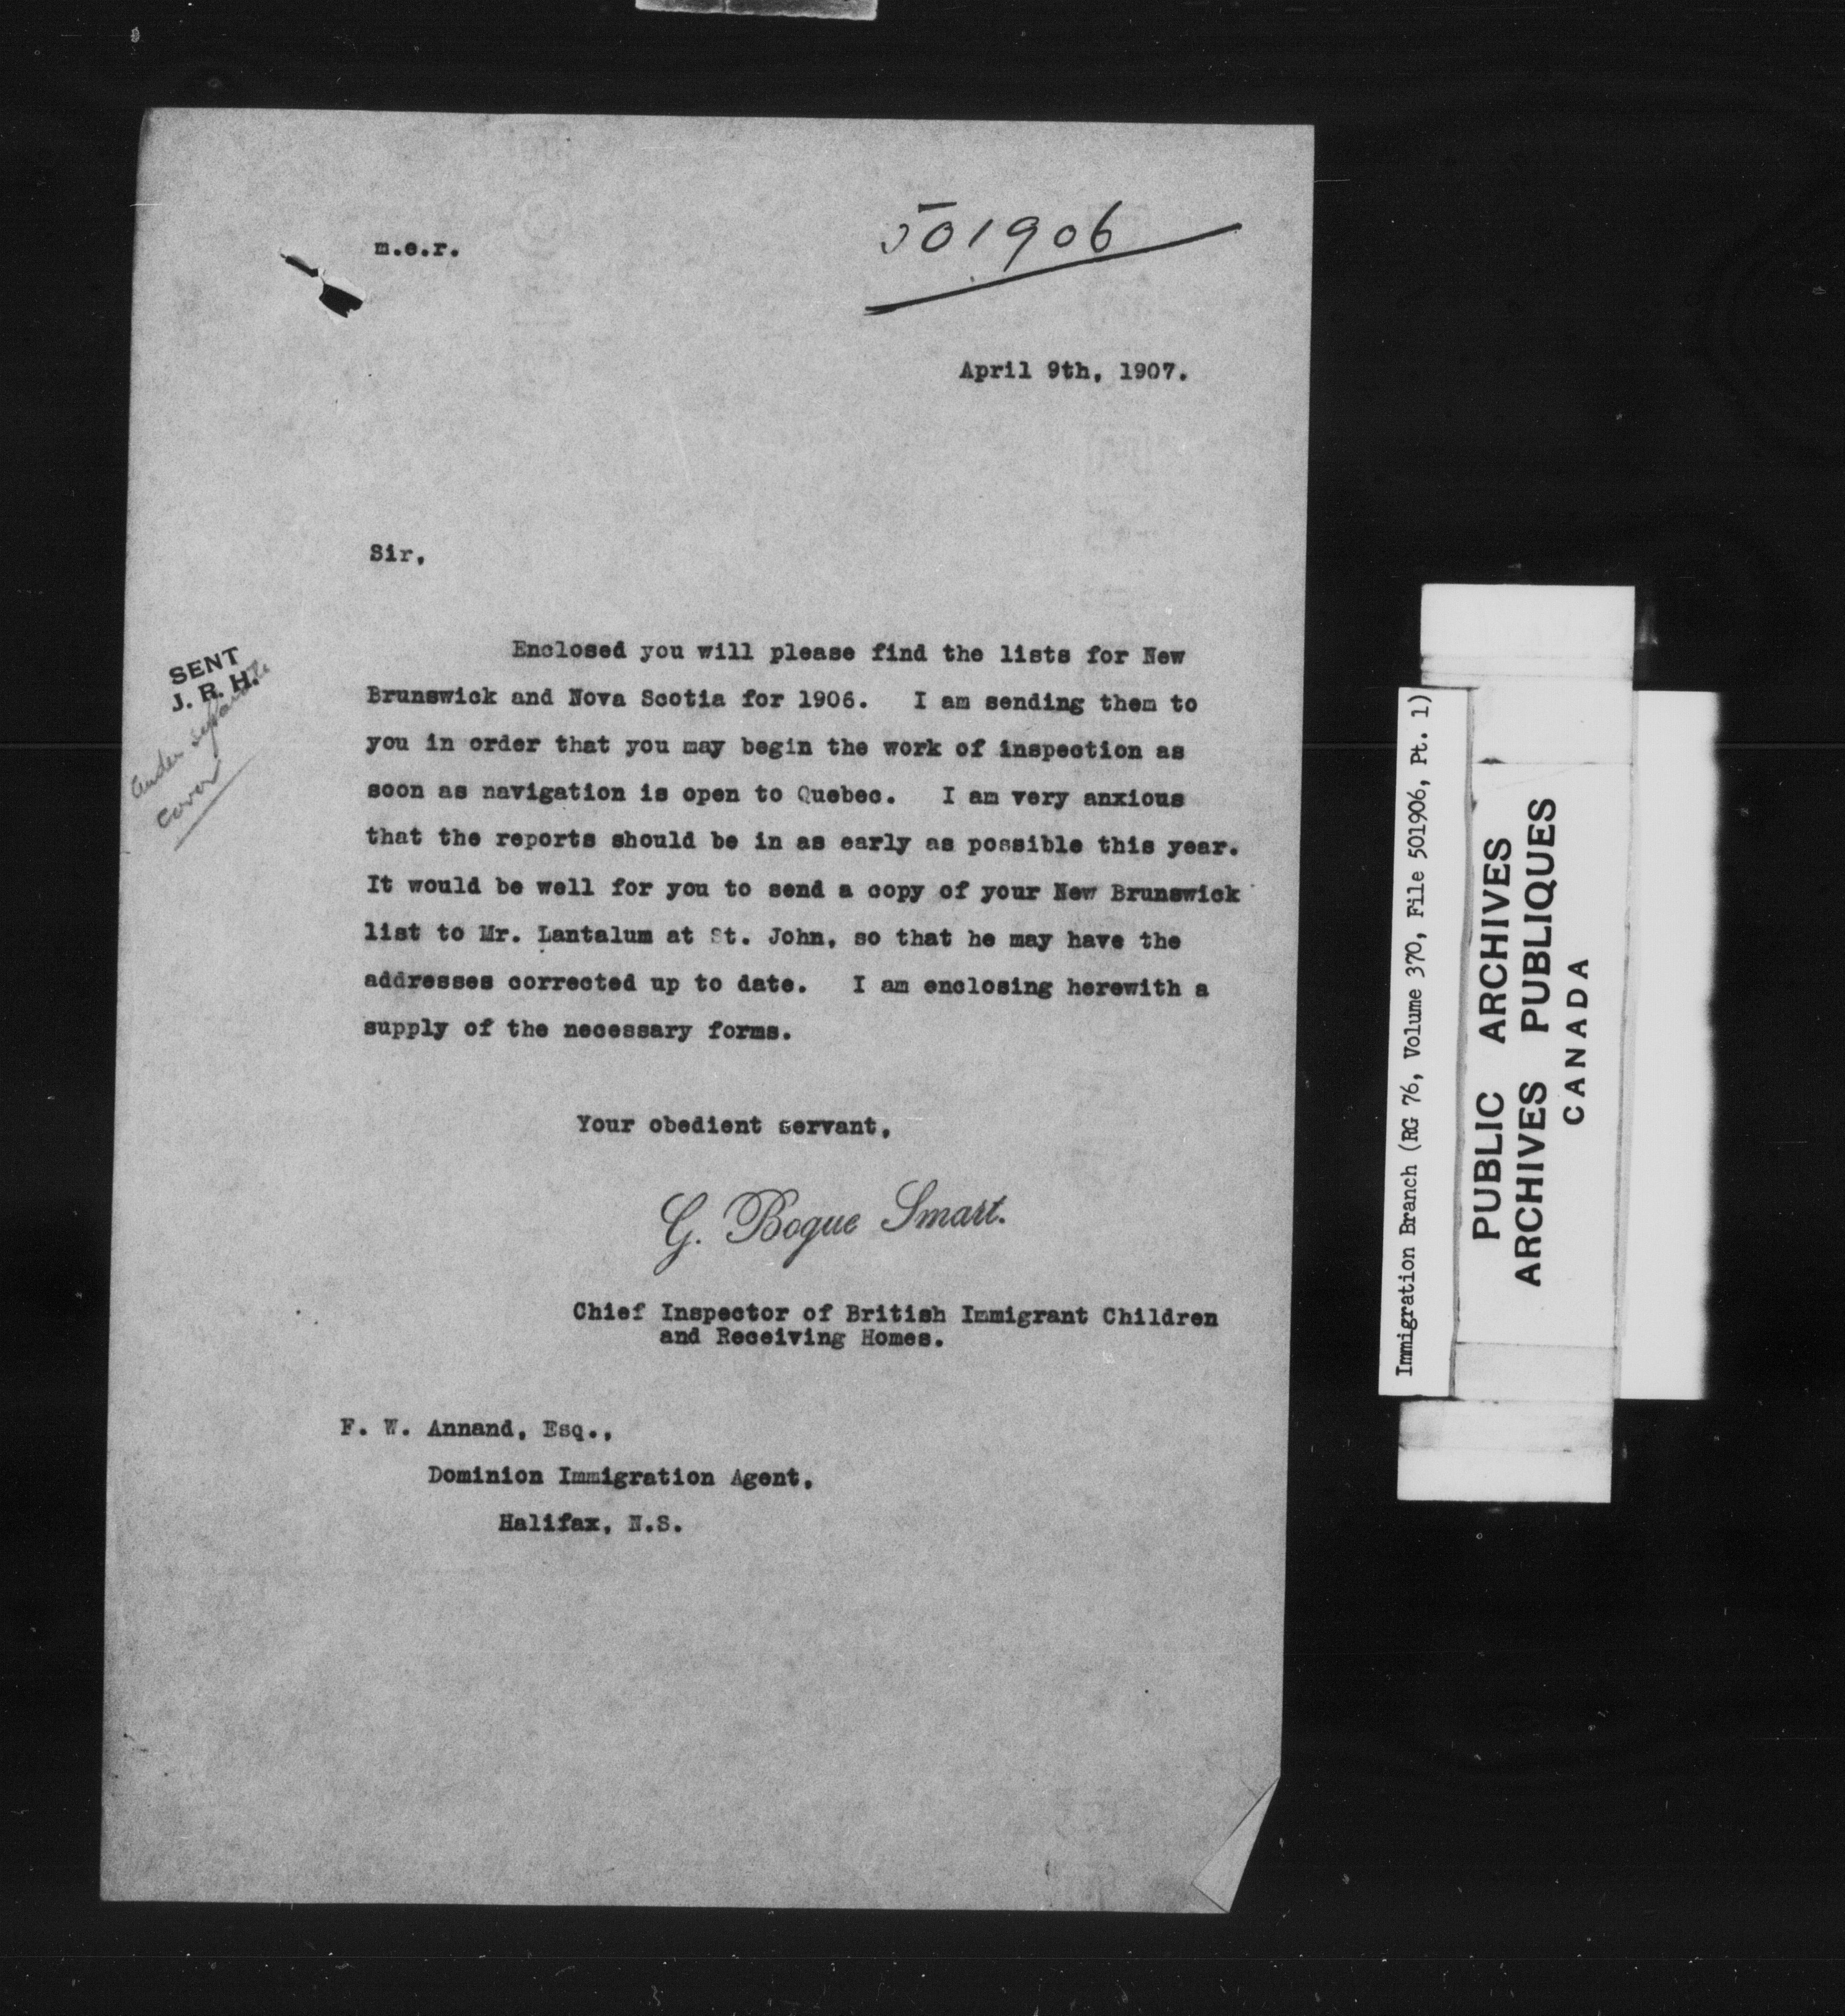 m.e.r.
501906
April 9th, 1907.
Sir,
Enclosed you will please find the lists for New
Brunswick and Nova Scotia for 1906. I am sending them to
you in order that you may begin the work of inspection as
soon as navigation is open to Quebec. I am very anxious
that the reports should be in as early as possible this year.
It would be well for you to send a copy of your New Brunswick
list to Mr. Lantalum at St. John, so that he may have the
addresses corrected up to date. I am enclosing herewith a
supply of the necessary forms.
SENT
J. R. H.
under separate
cover
Your obedient servant,
G. Bogue Smart.
Chief Inspector of British Immigrant Children
and Receiving Homes.
F. W. Annand, Esq.,
Dominion Immigration Agent,
Halifax, N.S.
Immigration Branch (RG 76, Volume 370, File 501906, Pt. 1)
PUBLIC ARCHIVES
ARCHIVES PUBLIQUES
CANADA